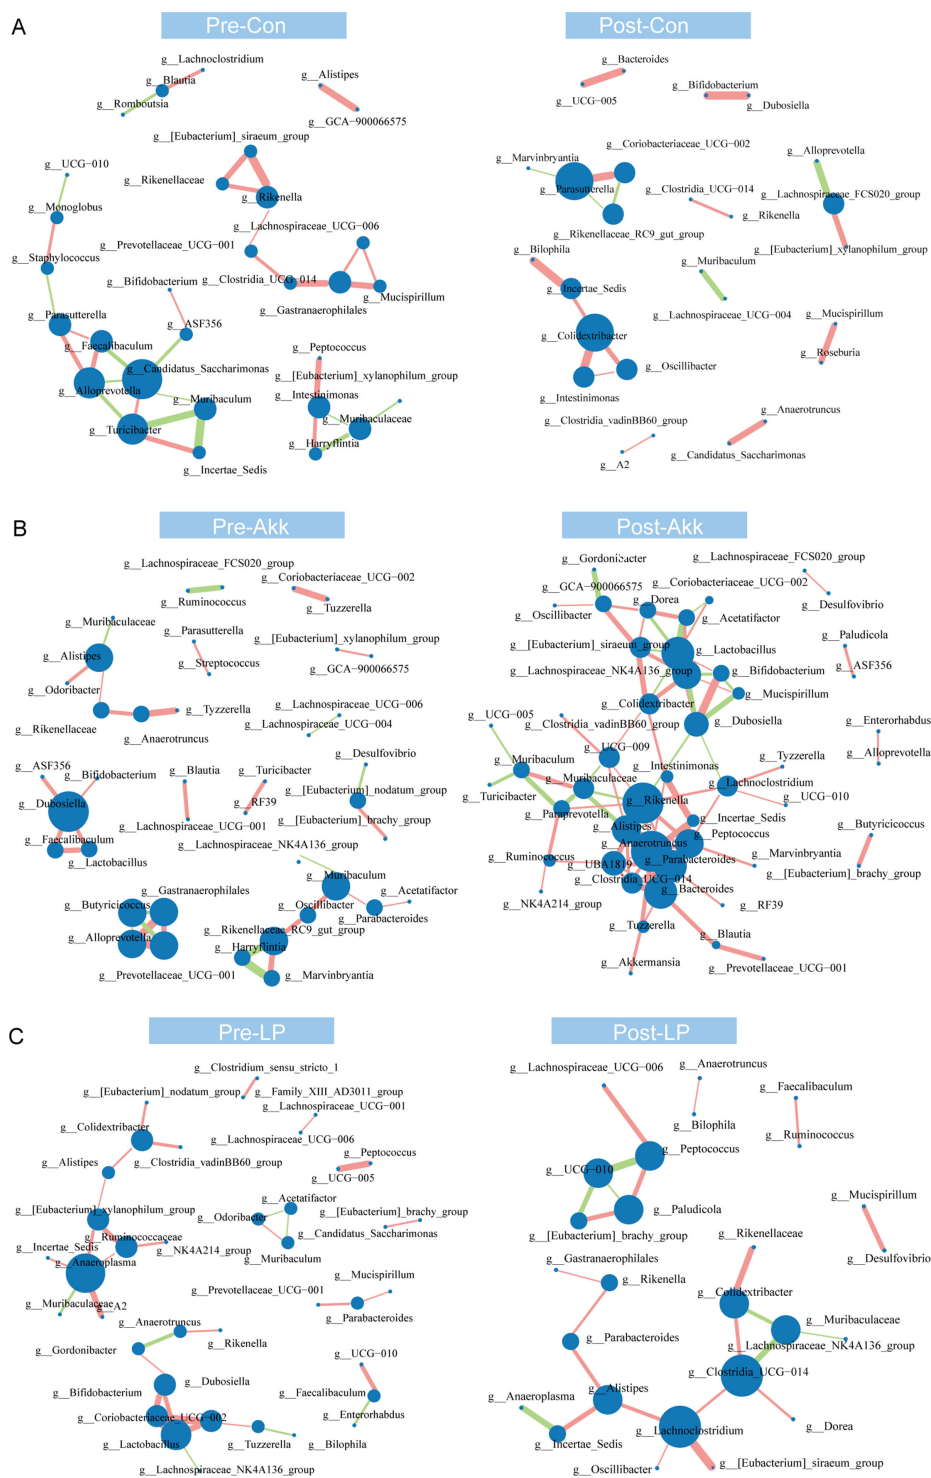 A
Pre-Con
Post-Con
g__Lachnoclostridium
g__Blautia
g__Romboutsia
g__Alistipes
g__GCA-900066575
g__[Eubacterium]_siraeum_group
g__UCG-010
g__Rikenellaceae
g__Rikenella
g__Monoglobus
g__Lachnospiraceae_UCG-006
g__Prevotellaceae_UCG-001
g__Staphylococcus
g__Bifidobacterium
g__Clostridia_UCG_014
g__Mucispirillum
g__Gastranaerophilales
g__Parasutterella
g__ASF356
g__Faecalibaculum
g__Peptococcus
g__Candidatus_Saccharimonas
g__[Eubacterium]_xylanophilum_group
g__Alloprevotella
g__Intestinimonas
g__Muribaculum
g__Muribaculaceae
g__Turicibacter
g__Harryflintia
g__Incertae_Sedis
g__Bacteroides
g__UCG-005
g__Bifidobacterium
g__Dubosiella
g__Coriobacteriaceae_UCG-002
g__Marvinbryantia
g__Alloprevotella
g__Parasutterella
g__Clostridia_UCG-014
g__Lachnospiraceae_FCS020_group
g__Rikenella
g__Rikenellaceae_RC9_gut_group
g__Bilophila
g__Muribaculum
g__[Eubacterium]_xylanophilum_group
g__Incertae_Sedis
g__Lachnospiraceae_UCG-004
g__Mucispirillum
g__Colidextribacter
g__Oscillibacter
g__Roseburia
g__Intestinimonas
g__Clostridia_vadinBB60_group
g__Anaerotruncus
g__A2
g__Candidatus_Saccharimonas
B
Pre-Akk
Post-Akk
g__Lachnospiraceae_FCS020_group
g__Coriobacteriaceae_UCG-002
g__Ruminococcus
g__Tuzzerella
g__Muribaculaceae
g__Parasutterella
g__[Eubacterium]_xylanophilum_group
g__Alistipes
g__Streptococcus
g__GCA-900066575
g__Odoribacter
g__Tyzzerella
g__Lachnospiraceae_UCG-006
g__Rikenellaceae
g__Lachnospiraceae_UCG-004
g__Anaerotruncus
g__Desulfovibrio
g__ASF356
g__Bifidobacterium
g__Blautia
g__Turicibacter
g__[Eubacterium]_nodatum_group
g__Dubosiella
g__RF39
g__Lachnospiraceae_UCG-001
g__[Eubacterium]_brachy_group
g__Faecalibaculum
g__Lachnospiraceae_NK4A136_group
g__Lactobacillus
g__Gastranaerophilales
g__Muribaculum
g__Butyricicoccus
g__Acetatifactor
g__Oscillibacter
g__Parabacteroides
g__Rikenellaceae_RC9_gut_group
g__Alloprevotella
g__Harryflintia
g__Prevotellaceae_UCG-001
g__Marvinbryantia
g__Gordonibacter
g__Lachnospiraceae_FCS020_group
g__GCA-900066575
g__Coriobacteriaceae_UCG-002
g__Dorea
g__Desulfovibrio
g__Oscillibacter
g__Acetatifactor
g__[Eubacterium]_siraeum_group
g__Lactobacillus
g__Paludicola
g__Lachnospiraceae_NK4A136_group
g__Bifidobacterium
g__ASF356
g__Mucispirillum
g__Colidextribacter
g__UCG-005
g__Clostridia_vadinBB60_group
g__Dubosiella
g__Enterorhabdus
g__UCG-009
g__Alloprevotella
g__Muribaculum
g__Intestinimonas
g__Tyzzerella
g__Muribaculaceae
g__Lachnoclostridium
g__Turicibacter
g__Rikenella
g__UCG-010
g__Paraprevotella
g__Incertae_Sedis
g__Alistipes
g__Butyricicoccus
g__Peptococcus
g__Anaerotruncus
g__Ruminococcus
g__UBA1819
g__Parabacteroides
g__Marvinbryantia
g__[Eubacterium]_brachy_group
g__Clostridia_UCG-014
g__Bacteroides
g__NK4A214_group
g__RF39
g__Tuzzerella
g__Blautia
g__Akkermansia
g__Prevotellaceae_UCG-001
C
Pre-LP
Post-LP
g__Clostridium_sensu_stricto_1
g__[Eubacterium]_nodatum_group
g__Family_XIII_AD3011_group
g__Lachnospiraceae_UCG-001
g__Colidextribacter
g__Lachnospiraceae_UCG-006
g__Alistipes
g__Clostridia_vadinBB60_group
g__Peptococcus
g__UCG-005
g__[Eubacterium]_xylanophilum_group
g__Acetatifactor
g__Odoribacter
g__[Eubacterium]_brachy_group
g__Ruminococcaceae
g__Candidatus_Saccharimonas
g__Incertae_Sedis
g__NK4A214_group
g__Anaeroplasma
g__Muribaculum
g__Mucispirillum
g__Prevotellaceae_UCG-001
g__Muribaculaceae
g__A2
g__Anaerotruncus
g__Parabacteroides
g__Gordonibacter
g__Rikenella
g__UCG-010
g__Dubosiella
g__Bifidobacterium
g__Faecalibaculum
g__Coriobacteriaceae_UCG-002
g__Enterorhabdus
g__Lactobacillus
g__Tuzzerella
g__Bilophila
g__Lachnospiraceae_NK4A136_group
g__Lachnospiraceae_UCG-006
g__Anaerotruncus
g__Faecalibaculum
g__Bilophila
g__Peptococcus
g__Ruminococcus
g__UCG-010
g__Paludicola
g__Mucispirillum
g__[Eubacterium]_brachy_group
g__Rikenellaceae
g__Desulfovibrio
g__Gastranaerophilales
g__Rikenella
g__Colidextribacter
g__Muribaculaceae
g__Parabacteroides
g__Lachnospiraceae_NK4A136_group
g__Clostridia_UCG-014
g__Anaeroplasma
g__Alistipes
g__Dorea
g__Incertae_Sedis
g__Lachnoclostridium
g__Oscillibacter
g__[Eubacterium]_siraeum_group